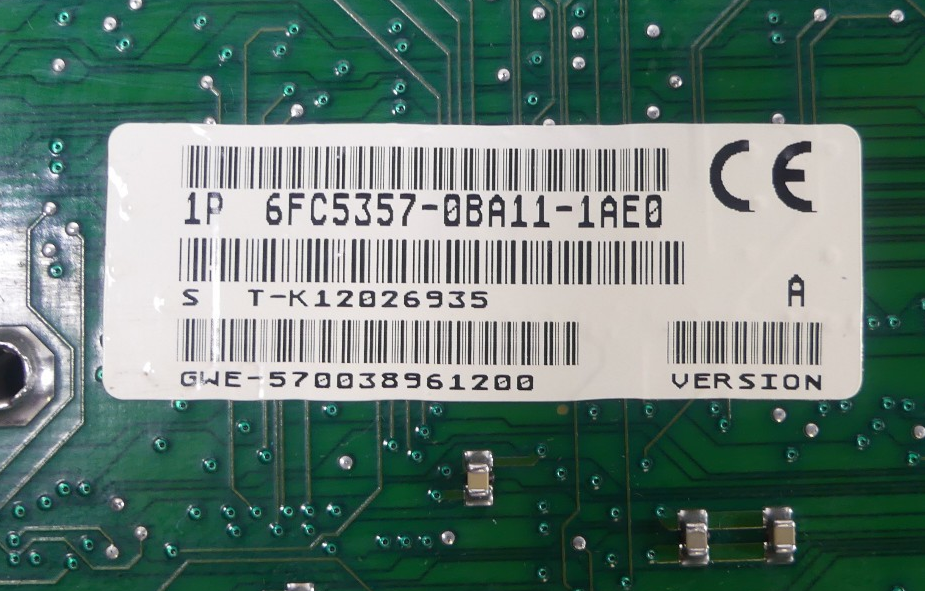 CE
1P 6FC5357-0BA11-1AE0
S T-K12026935
A
GWE-570038961200
VERSION